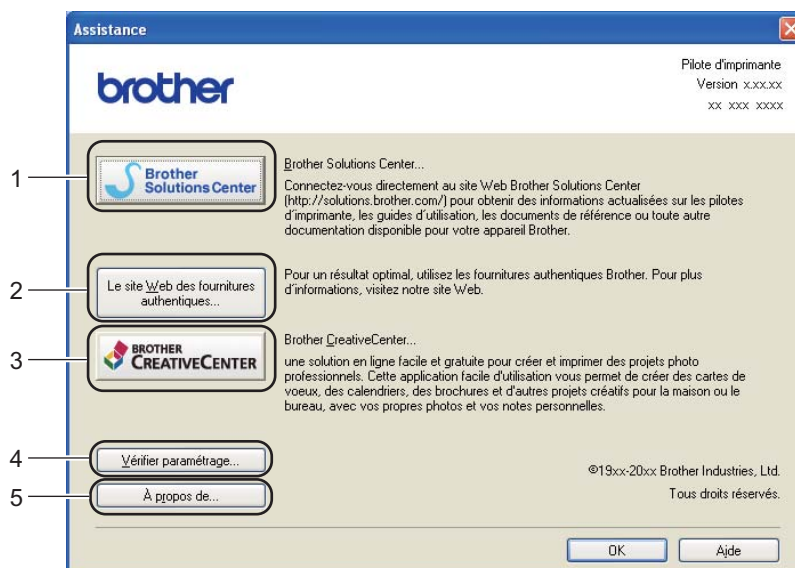 Assistance
brother
Pilote d'imprimante
Version x.xx.xx
xx xxx xxxx
1
Brother
Solutions Center
Brother Solutions Center...
Connectez-vous directement au site Web Brother Solutions Center
(http://solutions.brother.com/) pour obtenir des informations actualisées sur les pilotes
d'imprimante, les guides d'utilisation, les documents de référence ou toute autre
documentation disponible pour votre appareil Brother.
2
Le site Web des fournitures
authentiques...
Pour un résultat optimal, utilisez les fournitures authentiques Brother. Pour plus
d'informations, visitez notre site Web.
3
BROTHER
CREATIVECENTER
Brother CreativeCenter...
une solution en ligne facile et gratuite pour créer et imprimer des projets photo
professionnels. Cette application facile d'utilisation vous permet de créer des cartes de
voeux, des calendriers, des brochures et d'autres projets créatifs pour la maison ou le
bureau, avec vos propres photos et vos notes personnelles.
4
Vérifier paramétrage...
5
À propos de...
©19xx-20xx Brother Industries, Ltd.
Tous droits réservés.
OK
Aide